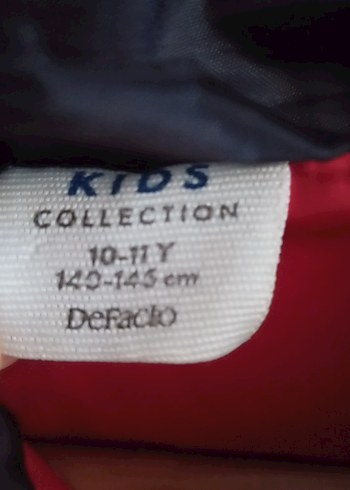 KIDS
COLLECTION
10-11 Y
140-145 cm
DeFacto